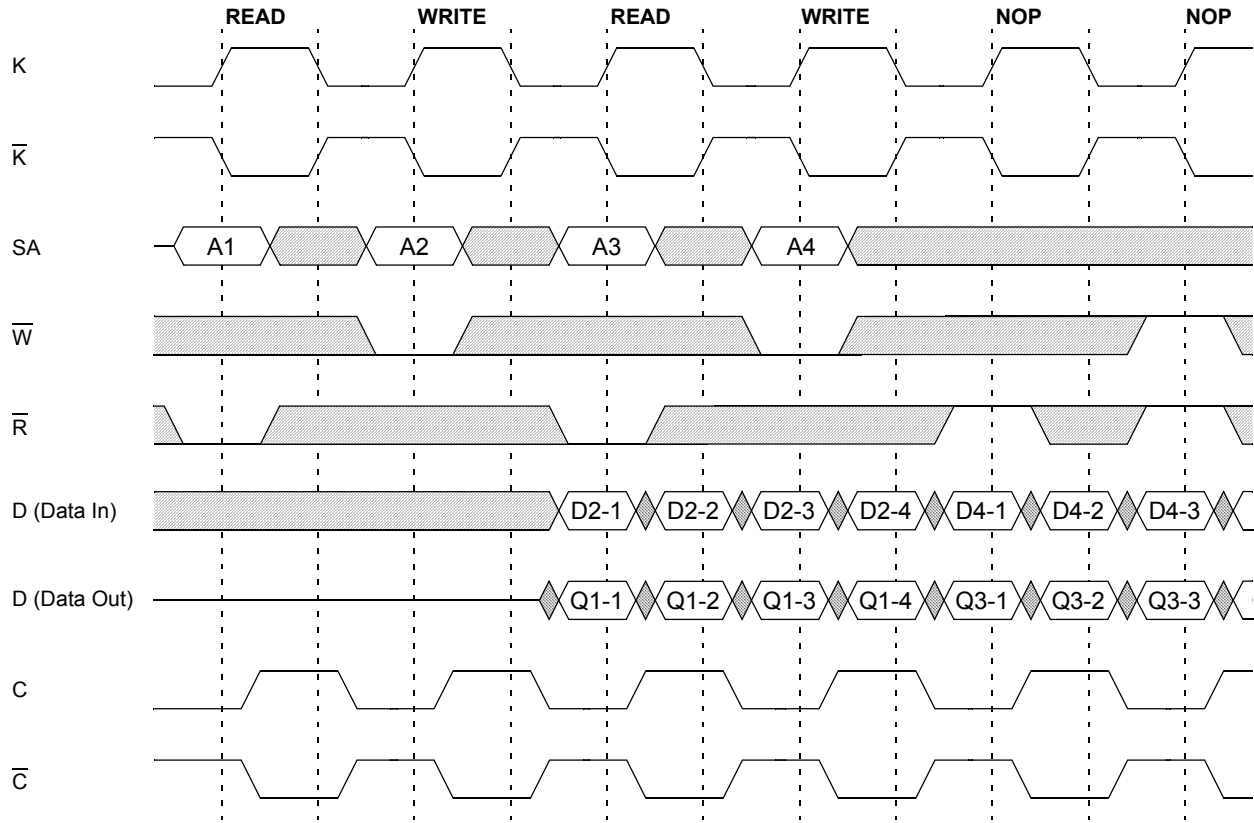 READ WRITE READ WRITE NOP NOP
K
K̅
SA A1 A2 A3 A4
W̅
R̅
D (Data In) D2-1 D2-2 D2-3 D2-4 D4-1 D4-2 D4-3
D (Data Out) Q1-1 Q1-2 Q1-3 Q1-4 Q3-1 Q3-2 Q3-3
C
C̅